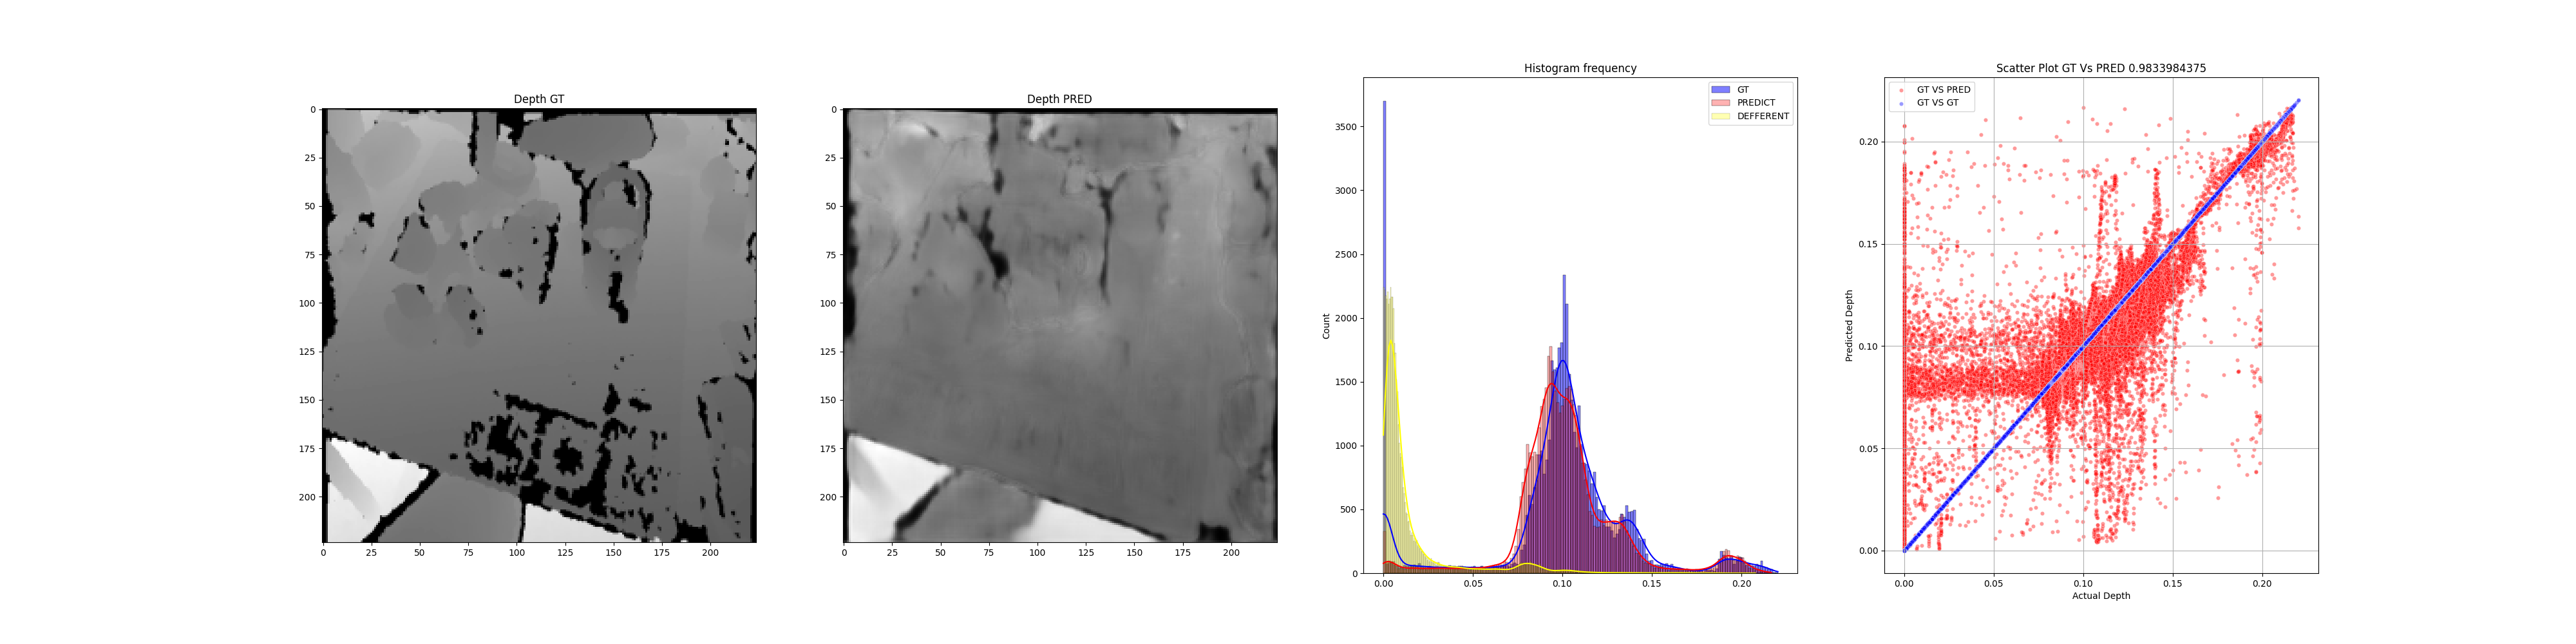 Depth GT
0
25
50
75
100
125
150
175
200
0 25 50 75 100 125 150 175 200
Depth PRED
0
25
50
75
100
125
150
175
200
0 25 50 75 100 125 150 175 200
Histogram frequency
GT
PREDICT
DEFFERENT
Count
3500
3000
2500
2000
1500
1000
500
0
0.00 0.05 0.10 0.15 0.20
Scatter Plot GT Vs PRED 0.9833984375
GT VS PRED
GT VS GT
Predicted Depth
0.20
0.15
0.10
0.05
0.00
0.00 0.05 0.10 0.15 0.20
Actual Depth